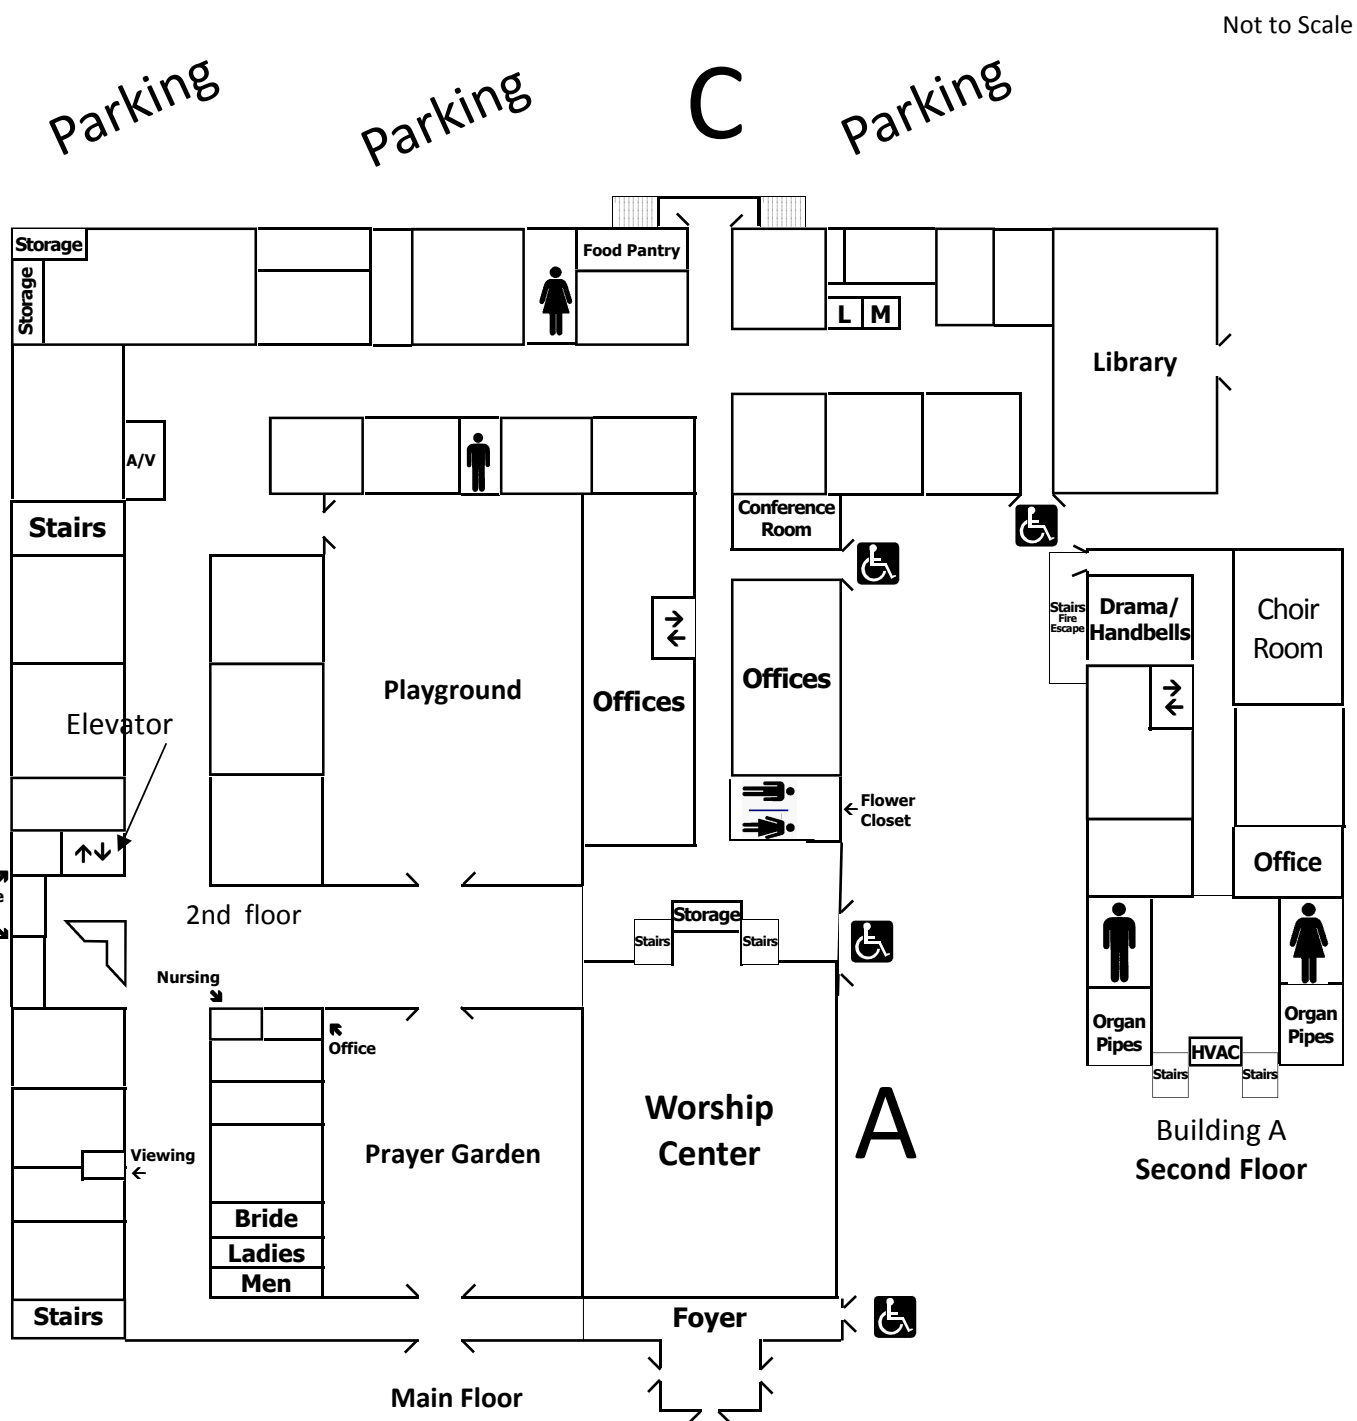 Not to Scale
Parking
Parking
C
Parking
Storage
Storage
Food Pantry
L
M
Library
A/V
Stairs
Conference
Room
Stairs
Fire
Escape
Drama/
Handbells
Choir
Room
Playground
Offices
Offices
Elevator
Flower
Closet
Office
2nd floor
Storage
Stairs
Stairs
Nursing
Office
Organ
Pipes
Organ
Pipes
HVAC
Stairs
Stairs
Worship
Center
A
Prayer Garden
Viewing
Building A
Second Floor
Bride
Ladies
Men
Stairs
Foyer
Main Floor